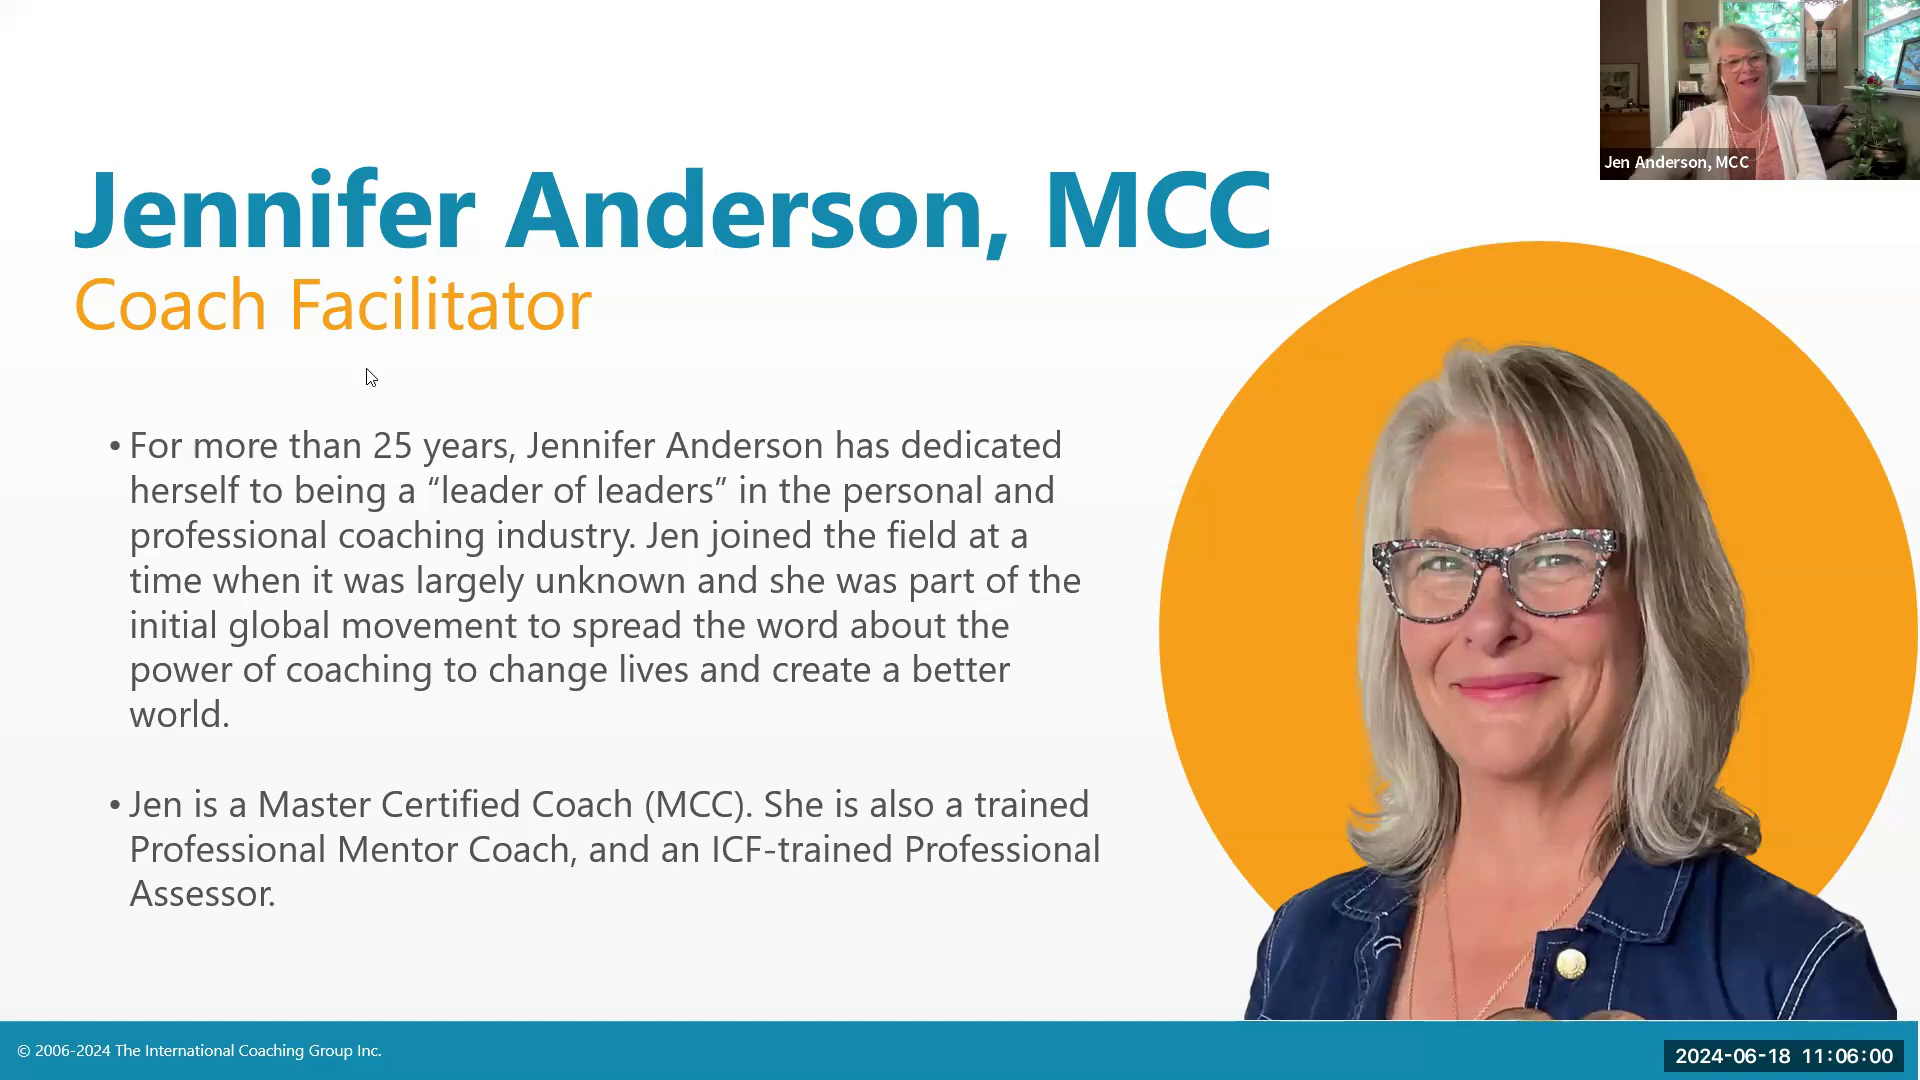 Jen Anderson, MCC
Jennifer Anderson, MCC
Coach Facilitator
• For more than 25 years, Jennifer Anderson has dedicated
herself to being a “leader of leaders” in the personal and
professional coaching industry. Jen joined the field at a
time when it was largely unknown and she was part of the
initial global movement to spread the word about the
power of coaching to change lives and create a better
world.
• Jen is a Master Certified Coach (MCC). She is also a trained
Professional Mentor Coach, and an ICF-trained Professional
Assessor.
© 2006-2024 The International Coaching Group Inc.
2024-06-18 11:06:00